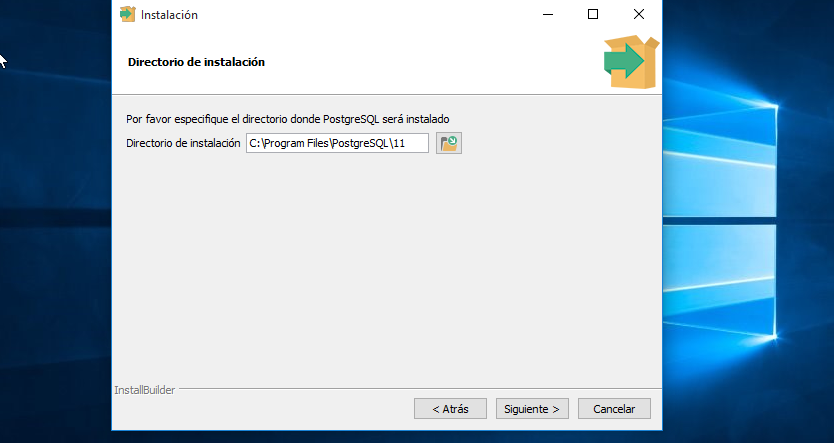 Instalación
Directorio de instalación
Por favor especifique el directorio donde PostgreSQL será instalado
Directorio de instalación C:\Program Files\PostgreSQL\11
InstallBuilder
< Atrás Siguiente > Cancelar